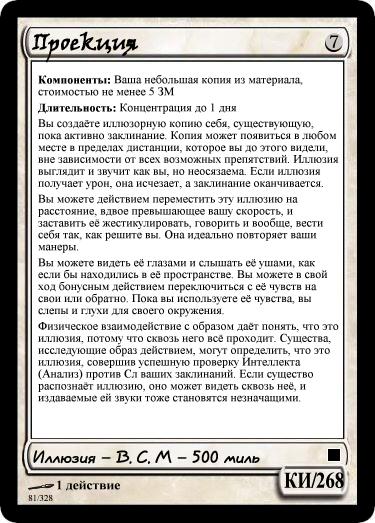 Проекция
7
Компоненты: Ваша небольшая копия из материала,
стоимостью не менее 5 ЗМ
Длительность: Концентрация до 1 дня
Вы создаёте иллюзорную копию себя, существующую,
пока активно заклинание. Копия может появиться в любом
месте в пределах дистанции, которое вы до этого видели,
вне зависимости от всех возможных препятствий. Иллюзия
выглядит и звучит как вы, но неосязаема. Если иллюзия
получает урон, она исчезает, а заклинание оканчивается.
Вы можете действием переместить эту иллюзию на
расстояние, вдвое превышающее вашу скорость, и
заставить её жестикулировать, говорить и вообще, вести
себя так, как решите вы. Она идеально повторяет ваши
манеры.
Вы можете видеть её глазами и слышать её ушами, как
если бы находились в её пространстве. Вы можете в свой
ход бонусным действием переключиться с её чувств на
свои или обратно. Пока вы используете её чувства, вы
слепы и глухи для своего окружения.
Физическое взаимодействие с образом даёт понять, что это
иллюзия, потому что сквозь него всё проходит. Существа,
исследующие образ действием, могут определить, что это
иллюзия, совершив успешную проверку Интеллекта
(Анализ) против Сл ваших заклинаний. Если существо
распознаёт иллюзию, оно может видеть сквозь неё, и
издаваемые ей звуки тоже становятся незначащими.
Иллюзия – В, С, М – 500 миль
1 действие
КИ/268
81/328